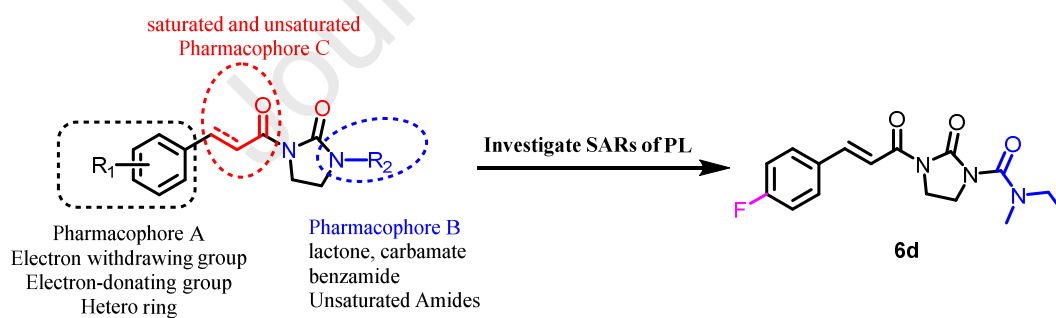 saturated and unsaturated
Pharmacophore C
Jour
O
O
R1
N
N
R2
Pharmacophore A
Electron withdrawing group
Electron-donating group
Hetero ring
Pharmacophore B
lactone, carbamate
benzamide
Unsaturated Amides
Investigate SARs of PL
O
O
O
N
N
N
F
6d